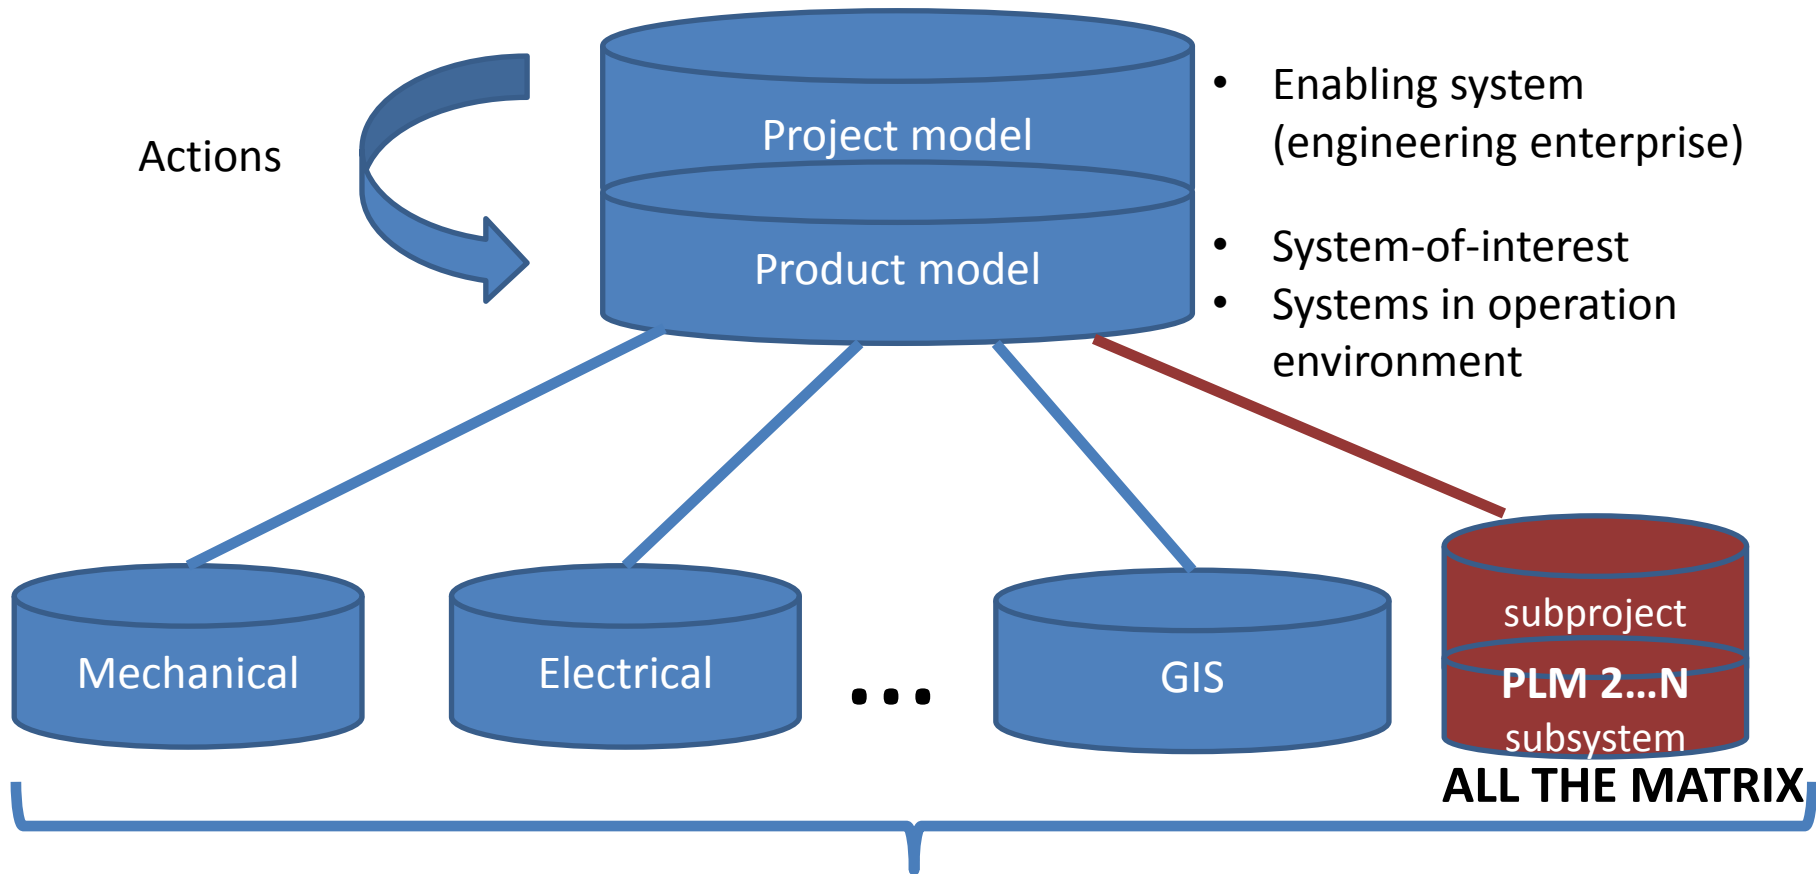 Actions
Project model
Product model
• Enabling system
(engineering enterprise)
• System-of-interest
• Systems in operation
environment
Mechanical
Electrical
...
GIS
subproject
PLM 2...N
subsystem
ALL THE MATRIX